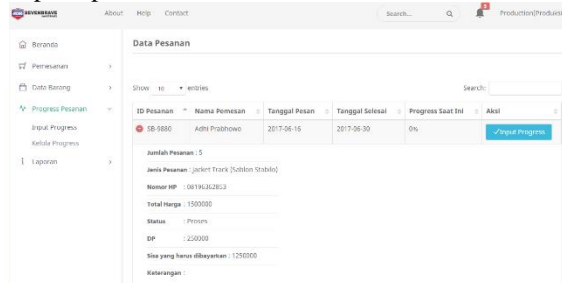 SEVENBRAVE
About Help Contact Search... Production|Produksi
Beranda
Data Pesanan
Pemesanan
Data Barang
Show 10 entries Search:
Progress Pesanan
ID Pesanan Nama Pemesan Tanggal Pesan Tanggal Selesai Progress Saat Ini Aksi
Input Progress
SB-9880 Adhi Prabhowo 2017-06-16 2017-06-30 0% ✓Input Progress
Kelola Progress
Jumlah Pesanan : 5
Laporan
Jenis Pesanan : Jacket Track (Sablon Stabilo)
Nomor HP : 08196362853
Total Harga : 1500000
Status : Proses
DP : 250000
Sisa yang harus dibayarkan : 1250000
Keterangan :